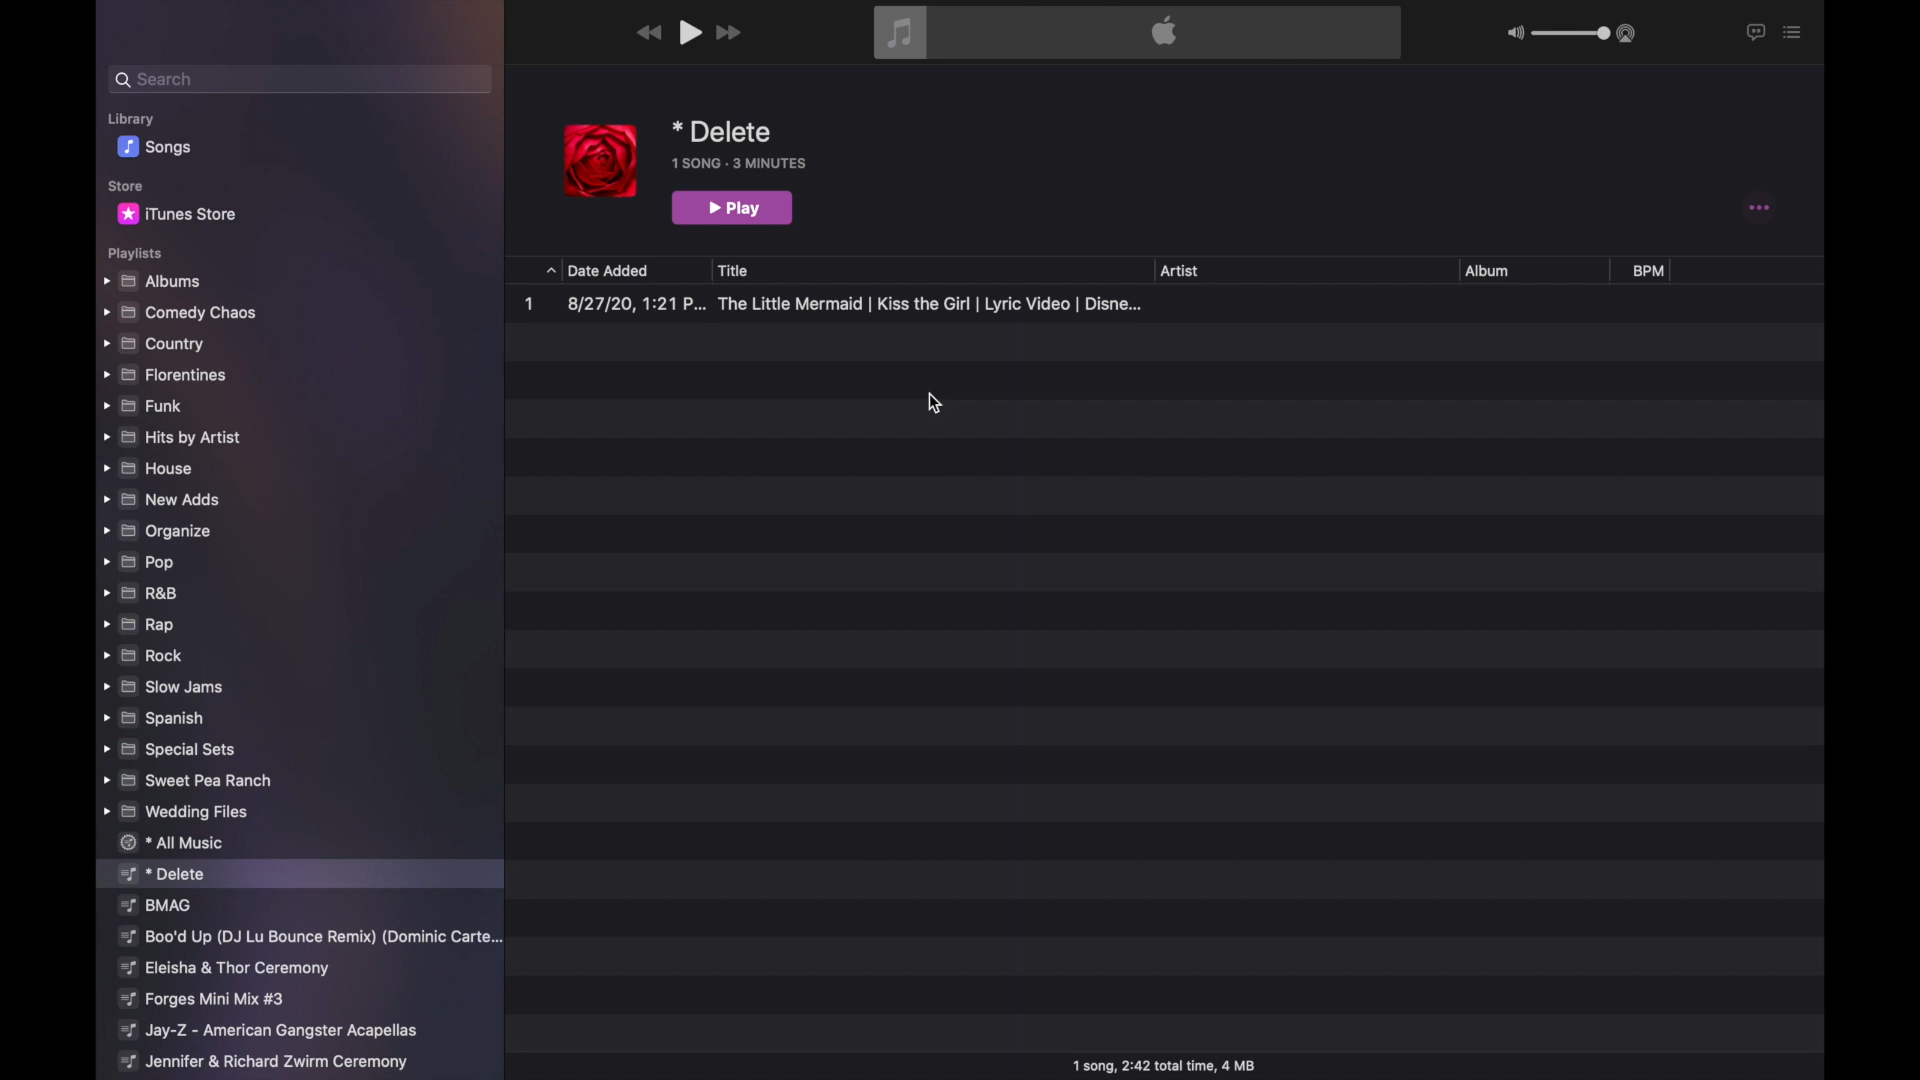 Search
Library
Songs
Store
iTunes Store
Playlists
Albums
Comedy Chaos
Country
Florentines
Funk
Hits by Artist
House
New Adds
Organize
Pop
R&B
Rap
Rock
Slow Jams
Spanish
Special Sets
Sweet Pea Ranch
Wedding Files
* All Music
* Delete
BMAG
Boo'd Up (DJ Lu Bounce Remix) (Dominic Carte...
Eleisha & Thor Ceremony
Forges Mini Mix #3
Jay-Z - American Gangster Acapellas
Jennifer & Richard Zwirm Ceremony
* Delete
1 SONG · 3 MINUTES
Play
Date Added Title Artist Album BPM
1 8/27/20, 1:21 P... The Little Mermaid | Kiss the Girl | Lyric Video | Disne...
1 song, 2:42 total time, 4 MB